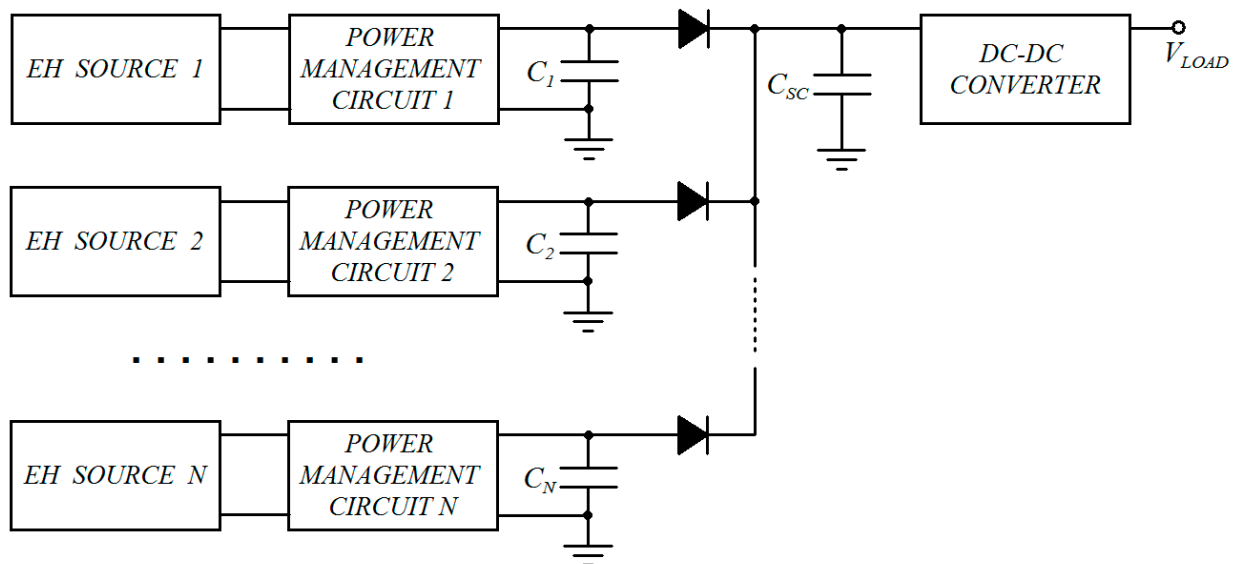 EH SOURCE 1
POWER
MANAGEMENT
CIRCUIT 1
C1
CSC
DC-DC
CONVERTER
VLOAD
EH SOURCE 2
POWER
MANAGEMENT
CIRCUIT 2
C2
EH SOURCE N
POWER
MANAGEMENT
CIRCUIT N
CN